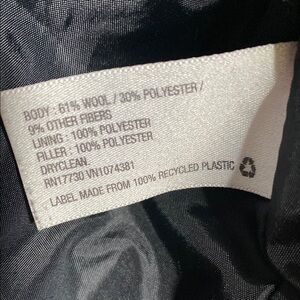 BODY : 61% WOOL / 30% POLYESTER /
9% OTHER FIBERS
LINING : 100% POLYESTER
FILLER : 100% POLYESTER
DRYCLEAN.
RN17730 VN1074381
LABEL MADE FROM 100% RECYCLED PLASTIC